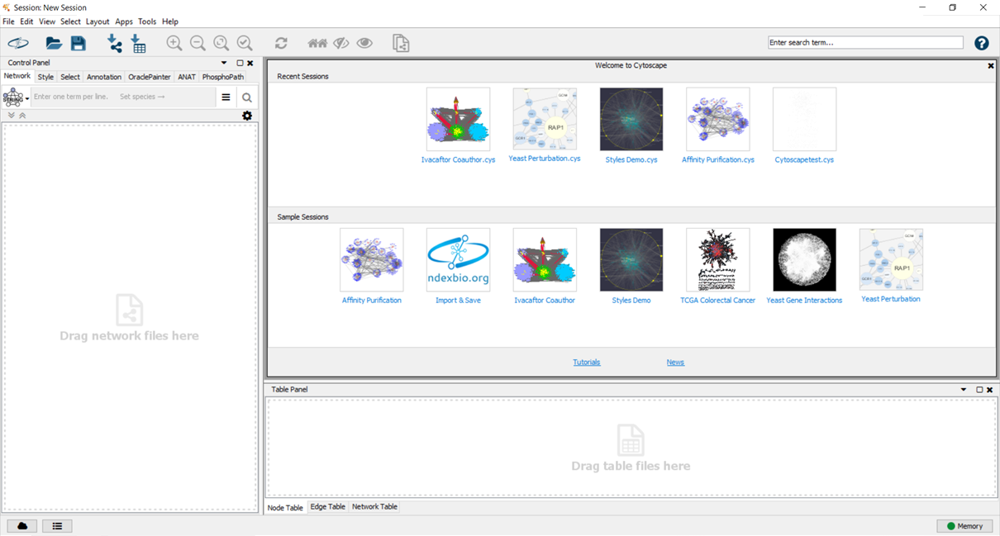 Session: New Session
File Edit View Select Layout Apps Tools Help
Enter search term...
?
Control Panel
Network Style Select Annotation OraclePainter ANAT PhosphoPath
STRING Enter one term per line. Set species →
Drag network files here
Welcome to Cytoscape
Recent Sessions
RAP1
Ivacaftor Coauthor.cys Yeast Perturbation.cys Styles Demo.cys Affinity Purification.cys Cytoscapetest.cys
Sample Sessions
ndexbio.org
RAP1
Affinity Purification Import & Save Ivacaftor Coauthor Styles Demo TCGA Colorectal Cancer Yeast Gene Interactions Yeast Perturbation
Tutorials News
Table Panel
Drag table files here
Node Table Edge Table Network Table
Memory